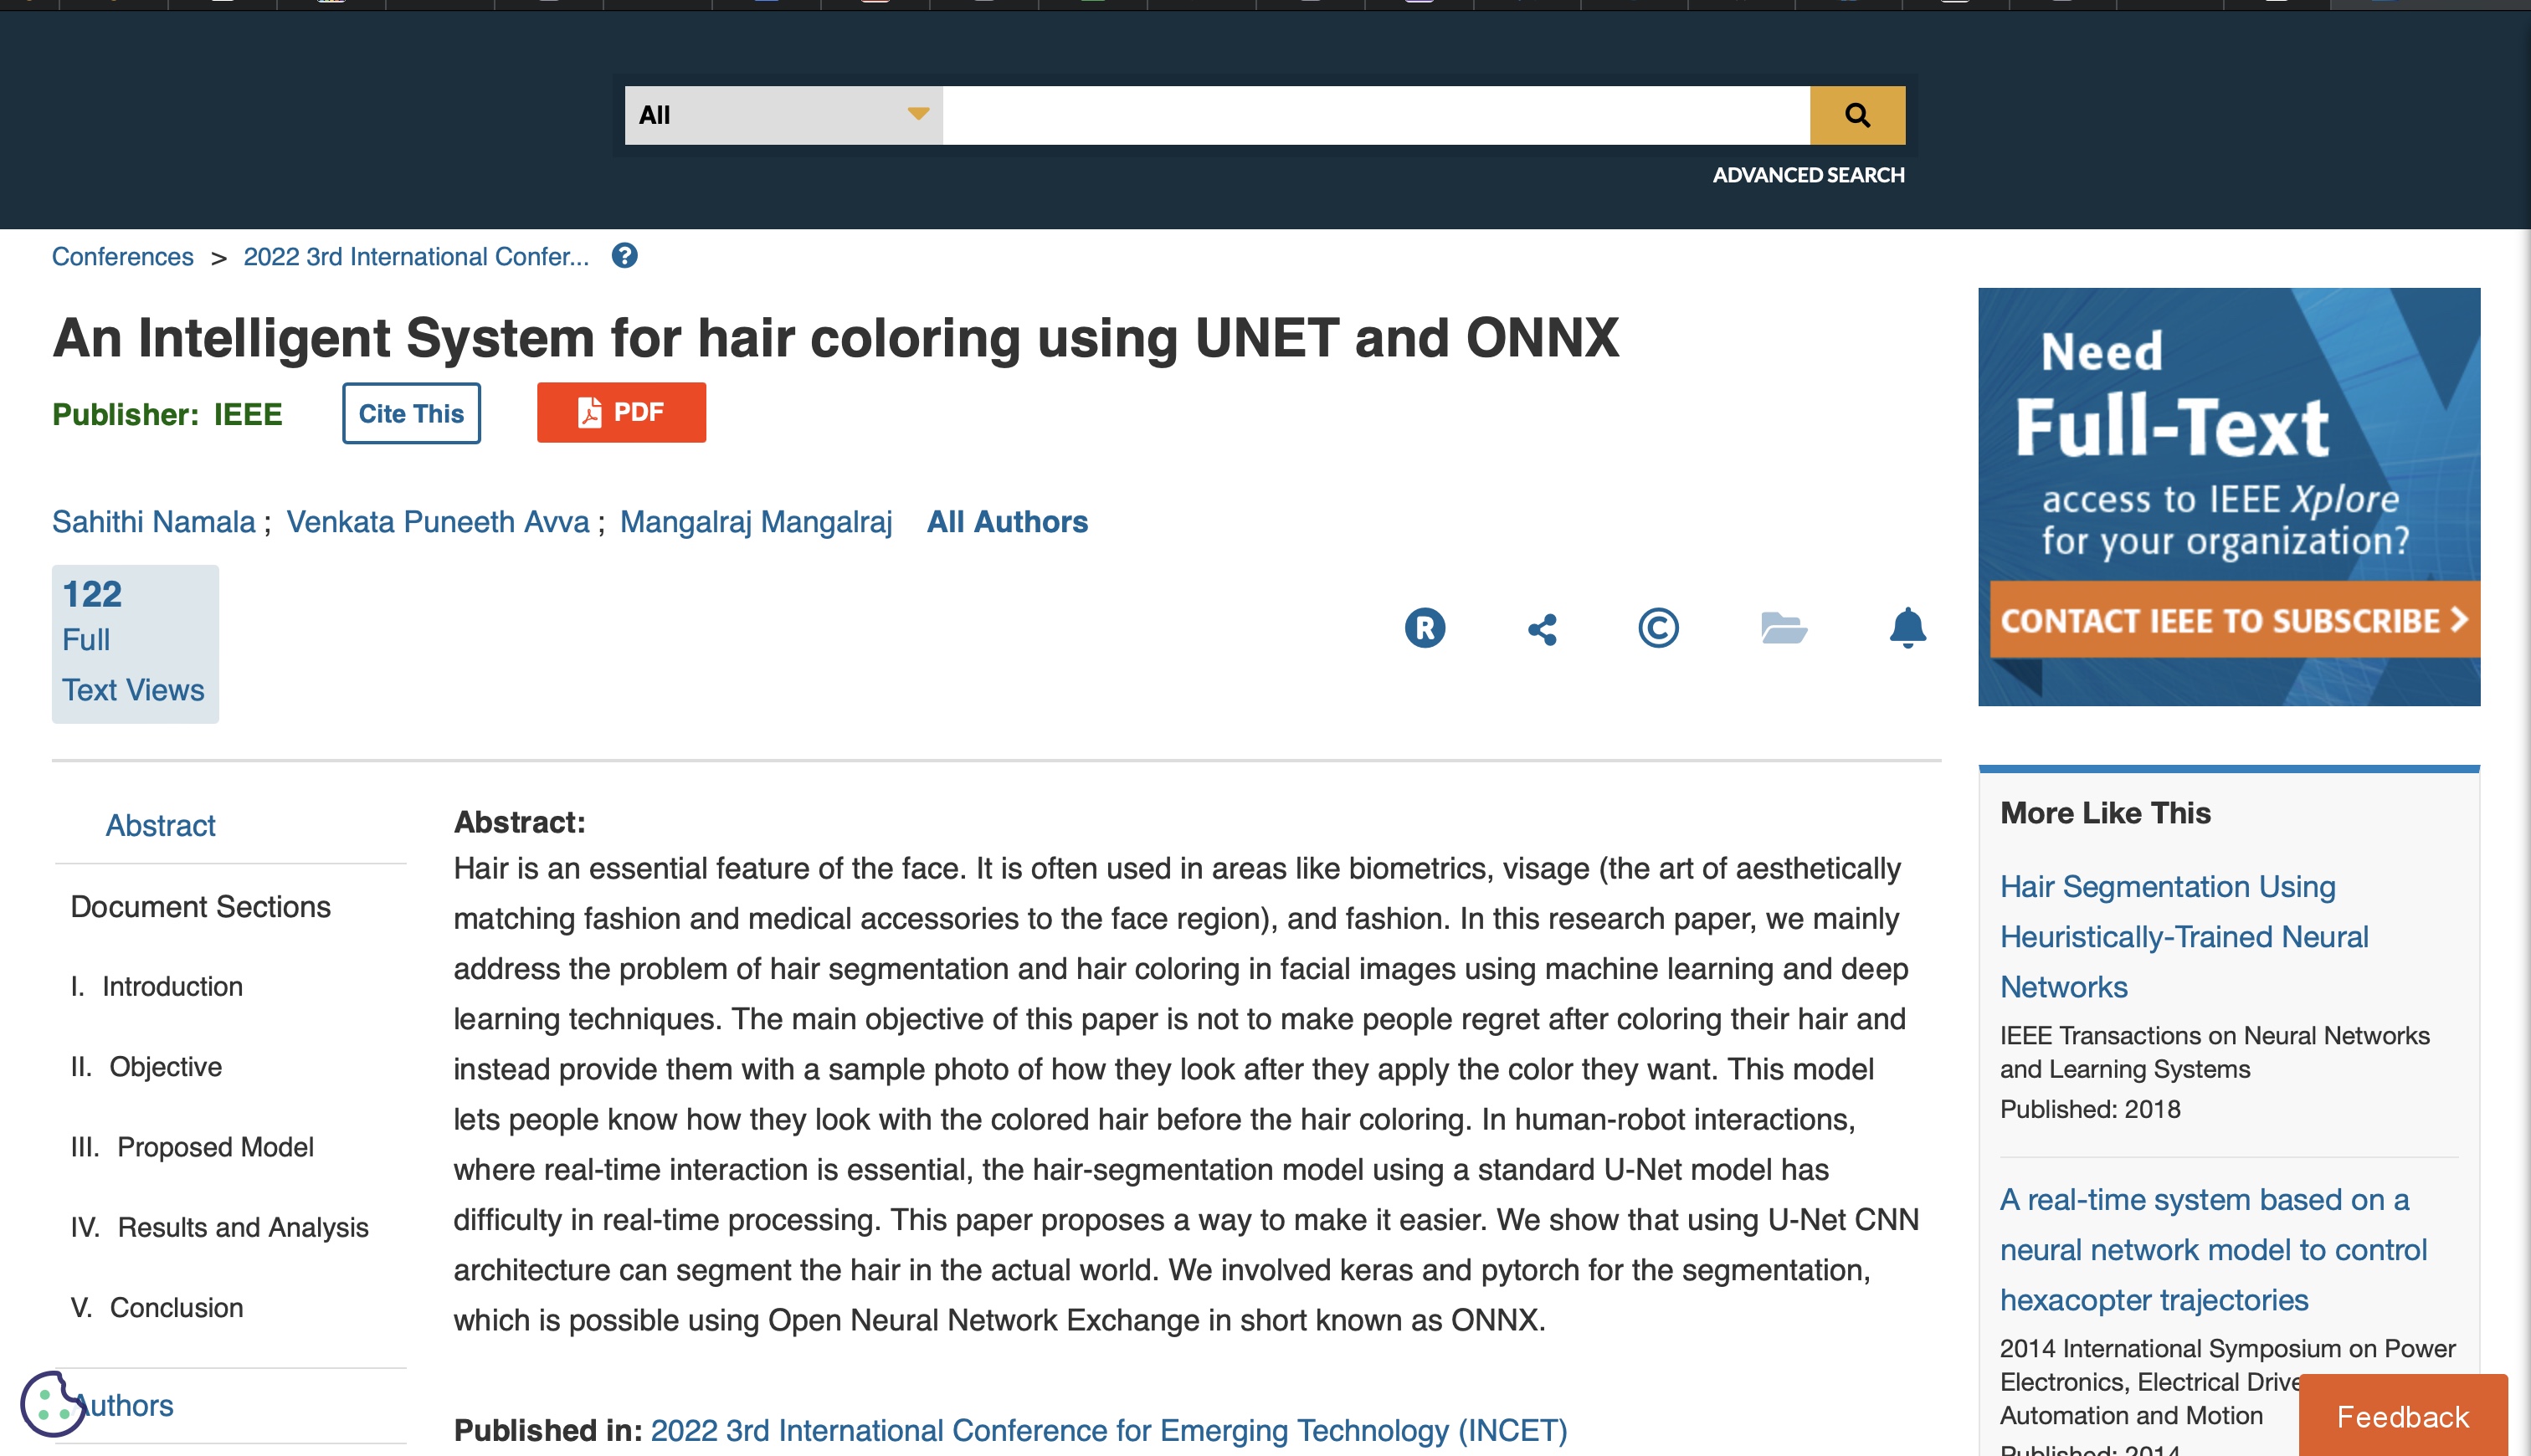 All
ADVANCED SEARCH
Conferences > 2022 3rd International Confer... ?
An Intelligent System for hair coloring using UNET and ONNX
Publisher: IEEE
Cite This
PDF
Sahithi Namala ; Venkata Puneeth Avva ; Mangalraj Mangalraj All Authors
122
Full
Text Views
R
©
Need
Full-Text
access to IEEE Xplore
for your organization?
CONTACT IEEE TO SUBSCRIBE >
Abstract
Document Sections
I. Introduction
II. Objective
III. Proposed Model
IV. Results and Analysis
V. Conclusion
Authors
Abstract:
Hair is an essential feature of the face. It is often used in areas like biometrics, visage (the art of aesthetically
matching fashion and medical accessories to the face region), and fashion. In this research paper, we mainly
address the problem of hair segmentation and hair coloring in facial images using machine learning and deep
learning techniques. The main objective of this paper is not to make people regret after coloring their hair and
instead provide them with a sample photo of how they look after they apply the color they want. This model
lets people know how they look with the colored hair before the hair coloring. In human-robot interactions,
where real-time interaction is essential, the hair-segmentation model using a standard U-Net model has
difficulty in real-time processing. This paper proposes a way to make it easier. We show that using U-Net CNN
architecture can segment the hair in the actual world. We involved keras and pytorch for the segmentation,
which is possible using Open Neural Network Exchange in short known as ONNX.
Published in: 2022 3rd International Conference for Emerging Technology (INCET)
More Like This
Hair Segmentation Using
Heuristically-Trained Neural
Networks
IEEE Transactions on Neural Networks
and Learning Systems
Published: 2018
A real-time system based on a
neural network model to control
hexacopter trajectories
2014 International Symposium on Power
Electronics, Electrical Drive
Automation and Motion
Published: 2014
Feedback